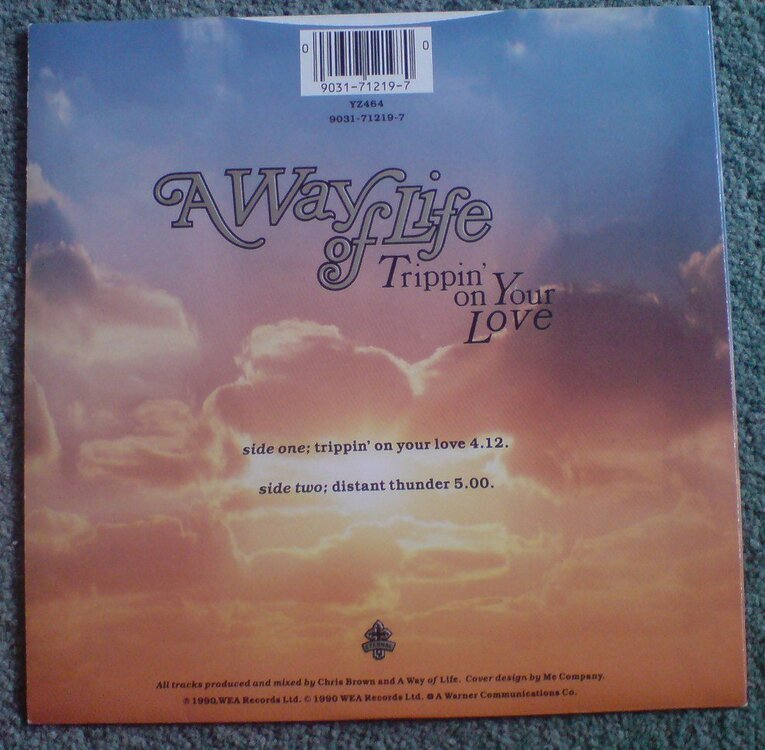 0 0
9031-71219-7
YZ464
9031-71219-7
A Way
of Life
Trippin'
on Your
Love
side one; trippin' on your love 4.12.
side two; distant thunder 5.00.
ETERNAL
All tracks produced and mixed by Chris Brown and A Way of Life. Cover design by Me Company.
℗ 1990 WEA Records Ltd. © 1990 WEA Records Ltd. A Warner Communications Co.